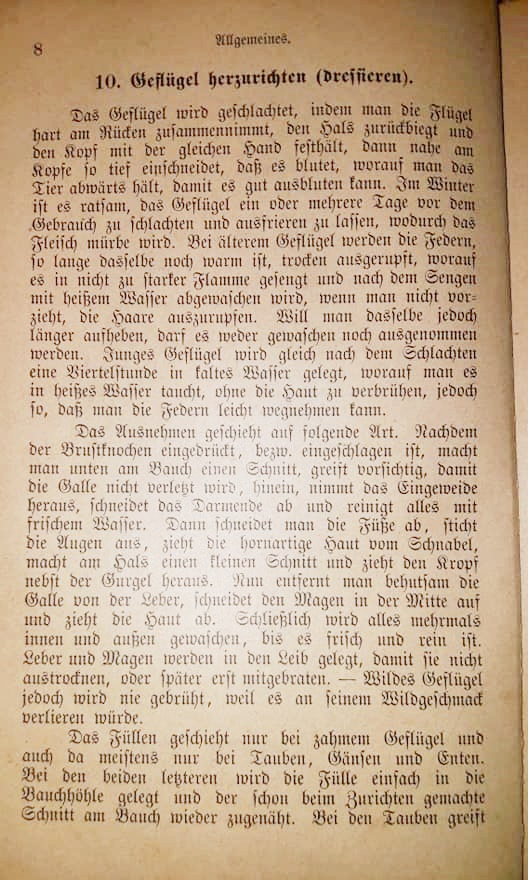 8
Allgemeines.
10. Geflügel herzurichten (dressieren).
Das Geflügel wird geschlachtet, indem man die Flügel
hart am Rücken zusammennimmt, den Hals zurückbiegt und
den Kopf mit der gleichen Hand festhält, dann nahe am
Kopfe so tief einschneidet, daß es blutet, worauf man das
Tier abwärts hält, damit es gut ausbluten kann. Im Winter
ist es ratsam, das Geflügel ein oder mehrere Tage vor dem
Gebrauch zu schlachten und ausfrieren zu lassen, wodurch das
Fleisch mürbe wird. Bei älterem Geflügel werden die Federn,
so lange dasselbe noch warm ist, trocken ausgerupft, worauf
es in nicht zu starker Flamme gesengt und nach dem Sengen
mit heißem Wasser abgewaschen wird, wenn man nicht vor-
zieht, die Haare auszurupfen. Will man dasselbe jedoch
länger aufheben, darf es weder gewaschen noch ausgenommen
werden. Junges Geflügel wird gleich nach dem Schlachten
eine Viertelstunde in kaltes Wasser gelegt, worauf man es
in heißes Wasser taucht, ohne die Haut zu verbrühen, jedoch
so, daß man die Federn leicht wegnehmen kann.
Das Ausnehmen geschieht auf folgende Art. Nachdem
der Brustknochen eingedrückt, bezw. eingeschlagen ist, macht
man unten am Bauch einen Schnitt, greift vorsichtig, damit
die Galle nicht verletzt wird, hinein, nimmt das Eingeweide
heraus, schneidet das Darmende ab und reinigt alles mit
frischem Wasser. Dann schneidet man die Füße ab, sticht
die Augen aus, zieht die hornartige Haut vom Schnabel,
macht am Hals einen kleinen Schnitt und zieht den Kropf
nebst der Gurgel heraus. Nun entfernt man behutsam die
Galle von der Leber, schneidet den Magen in der Mitte auf
und zieht die Haut ab. Schließlich wird alles mehrmals
innen und außen gewaschen, bis es frisch und rein ist.
Leber und Magen werden in den Leib gelegt, damit sie nicht
austrocknen, oder später erst mitgebraten. — Wildes Geflügel
jedoch wird nie gebrüht, weil es an seinem Wildgeschmack
verlieren würde.
Das Füllen geschieht nur bei zahmem Geflügel und
auch da meistens nur bei Tauben, Gänsen und Enten.
Bei den beiden letzteren wird die Fülle einfach in die
Bauchhöhle gelegt und der schon beim Zurichten gemachte
Schnitt am Bauch wieder zugenäht. Bei den Tauben greift